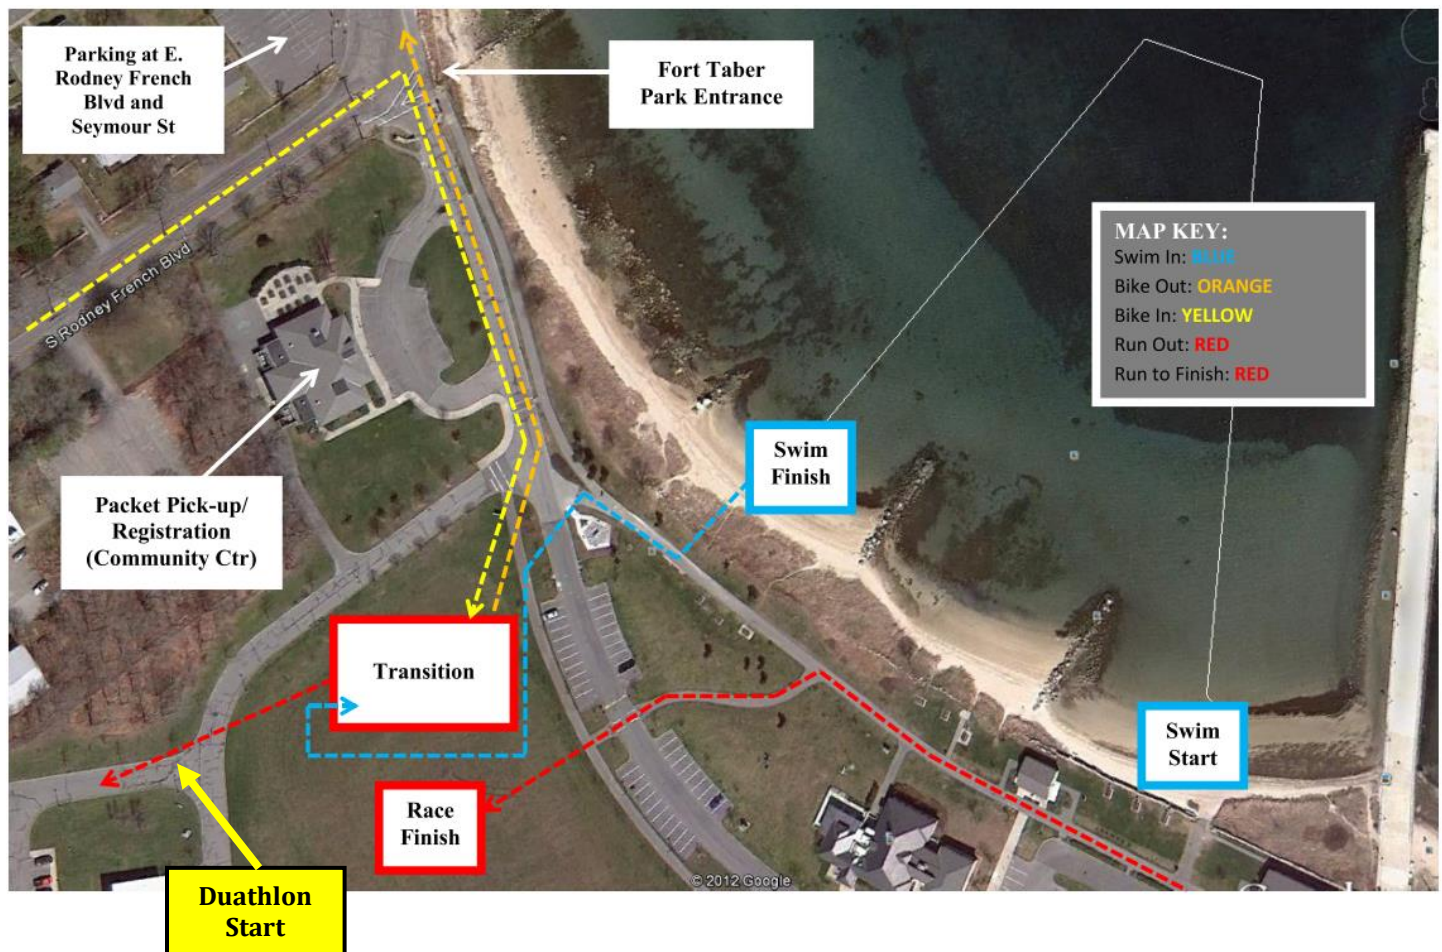 Parking at E.
Rodney French
Blvd and
Seymour St
Fort Taber
Park Entrance
MAP KEY:
Swim In: BLUE
Bike Out: ORANGE
Bike In: YELLOW
Run Out: RED
Run to Finish: RED
S Rodney French Blvd
Swim
Finish
Packet Pick-up/
Registration
(Community Ctr)
Transition
Swim
Start
Race
Finish
© 2012 Google
Duathlon
Start